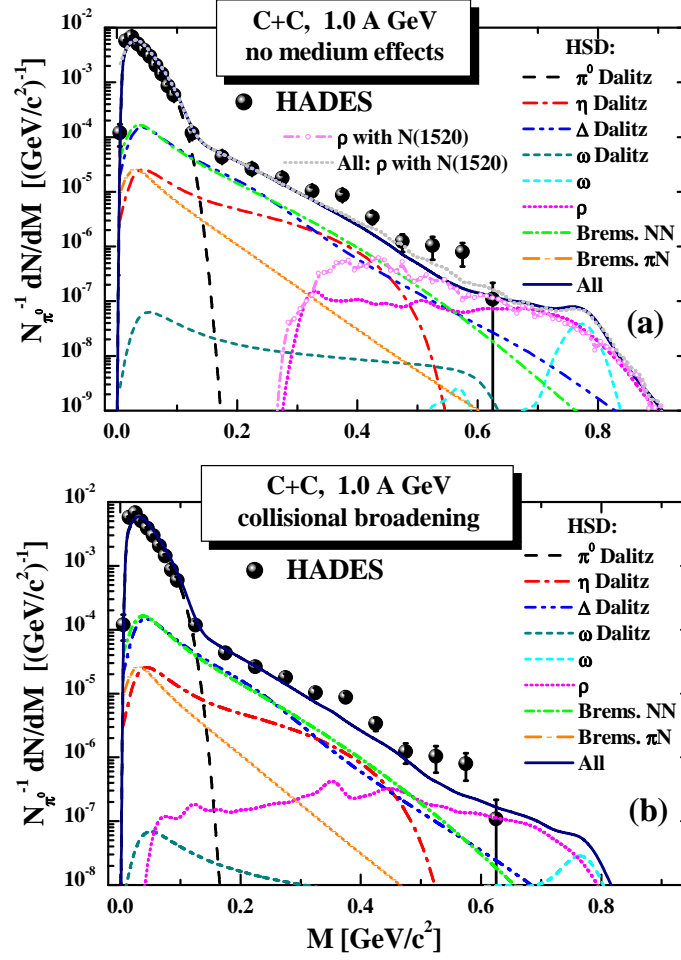 C+C, 1.0 A GeV
no medium effects
HADES
ρ with N(1520)
All: ρ with N(1520)
HSD:
π⁰ Dalitz
η Dalitz
Δ Dalitz
ω Dalitz
ω
ρ
Brems. NN
Brems. πN
All
(a)
N_π⁰⁻¹ dN/dM [(GeV/c²)⁻¹]
10⁻²
10⁻³
10⁻⁴
10⁻⁵
10⁻⁶
10⁻⁷
10⁻⁸
10⁻⁹
0.0 0.2 0.4 0.6 0.8
C+C, 1.0 A GeV
collisional broadening
HADES
HSD:
π⁰ Dalitz
η Dalitz
Δ Dalitz
ω Dalitz
ω
ρ
Brems. NN
Brems. πN
All
(b)
N_π⁰⁻¹ dN/dM [(GeV/c²)⁻¹]
10⁻²
10⁻³
10⁻⁴
10⁻⁵
10⁻⁶
10⁻⁷
10⁻⁸
0.0 0.2 0.4 0.6 0.8
M [GeV/c²]